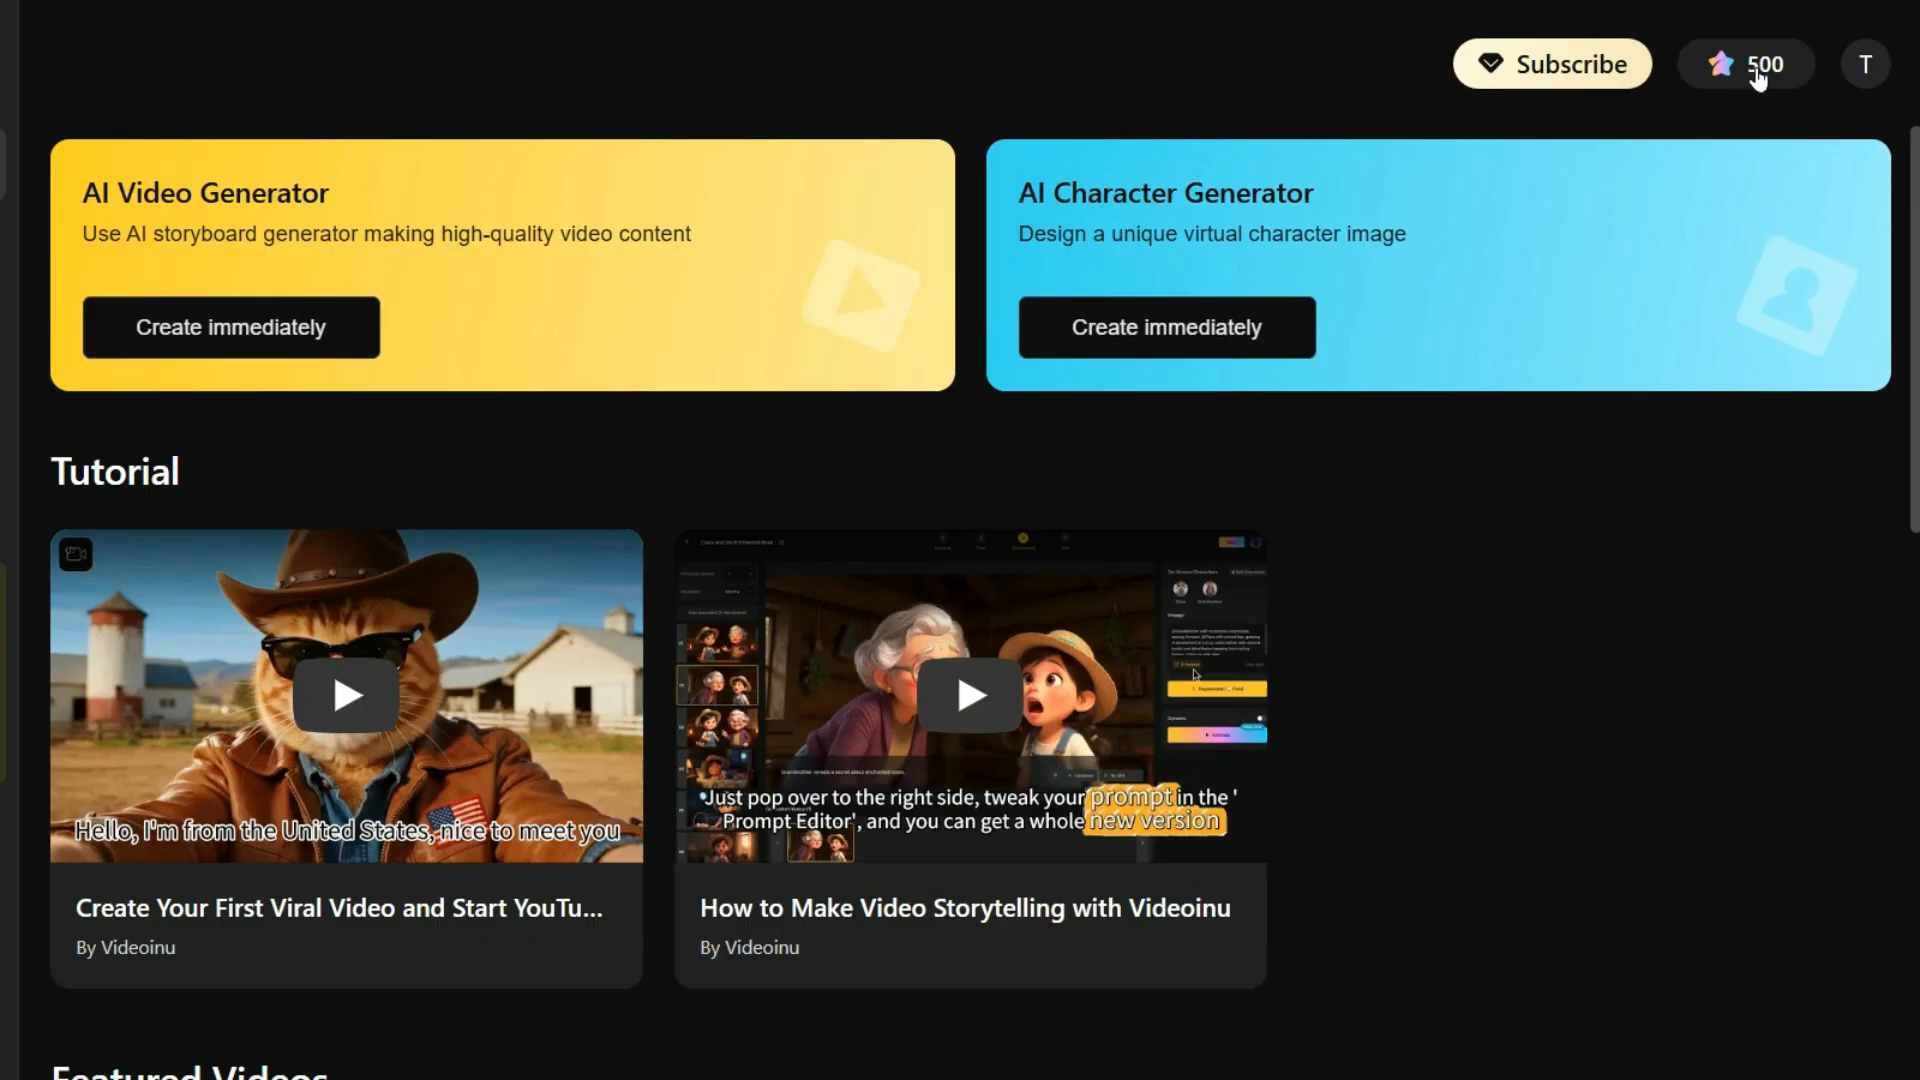 Subscribe
500
T
AI Video Generator
Use AI storyboard generator making high-quality video content
Create immediately
AI Character Generator
Design a unique virtual character image
Create immediately
Tutorial
Hello, I'm from the United States, nice to meet you
Just pop over to the right side, tweak your prompt in the '
Prompt Editor', and you can get a whole new version
Create Your First Viral Video and Start YouTu...
By Videoinu
How to Make Video Storytelling with Videoinu
By Videoinu
Featured Videos